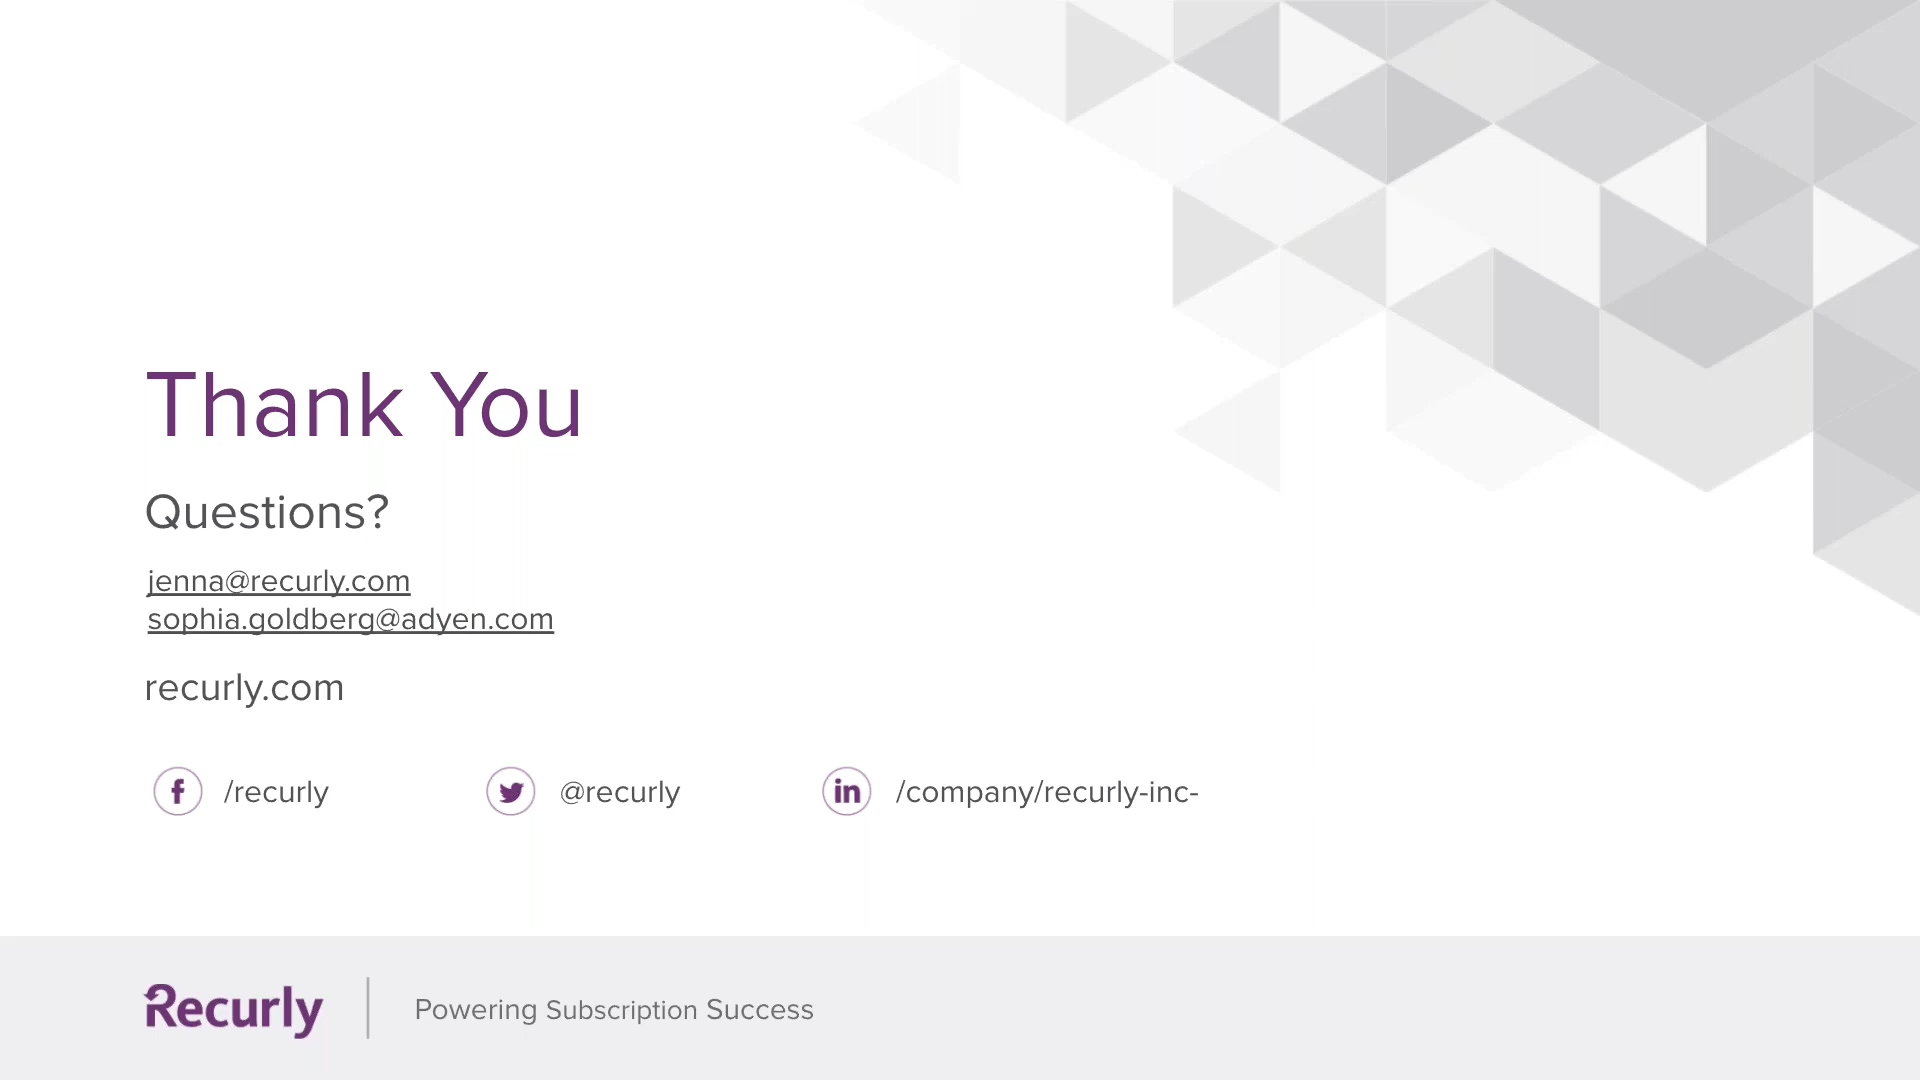 Thank You
Questions?
jenna@recurly.com
sophia.goldberg@adyen.com
recurly.com
/recurly
@recurly
/company/recurly-inc-
Recurly
Powering Subscription Success